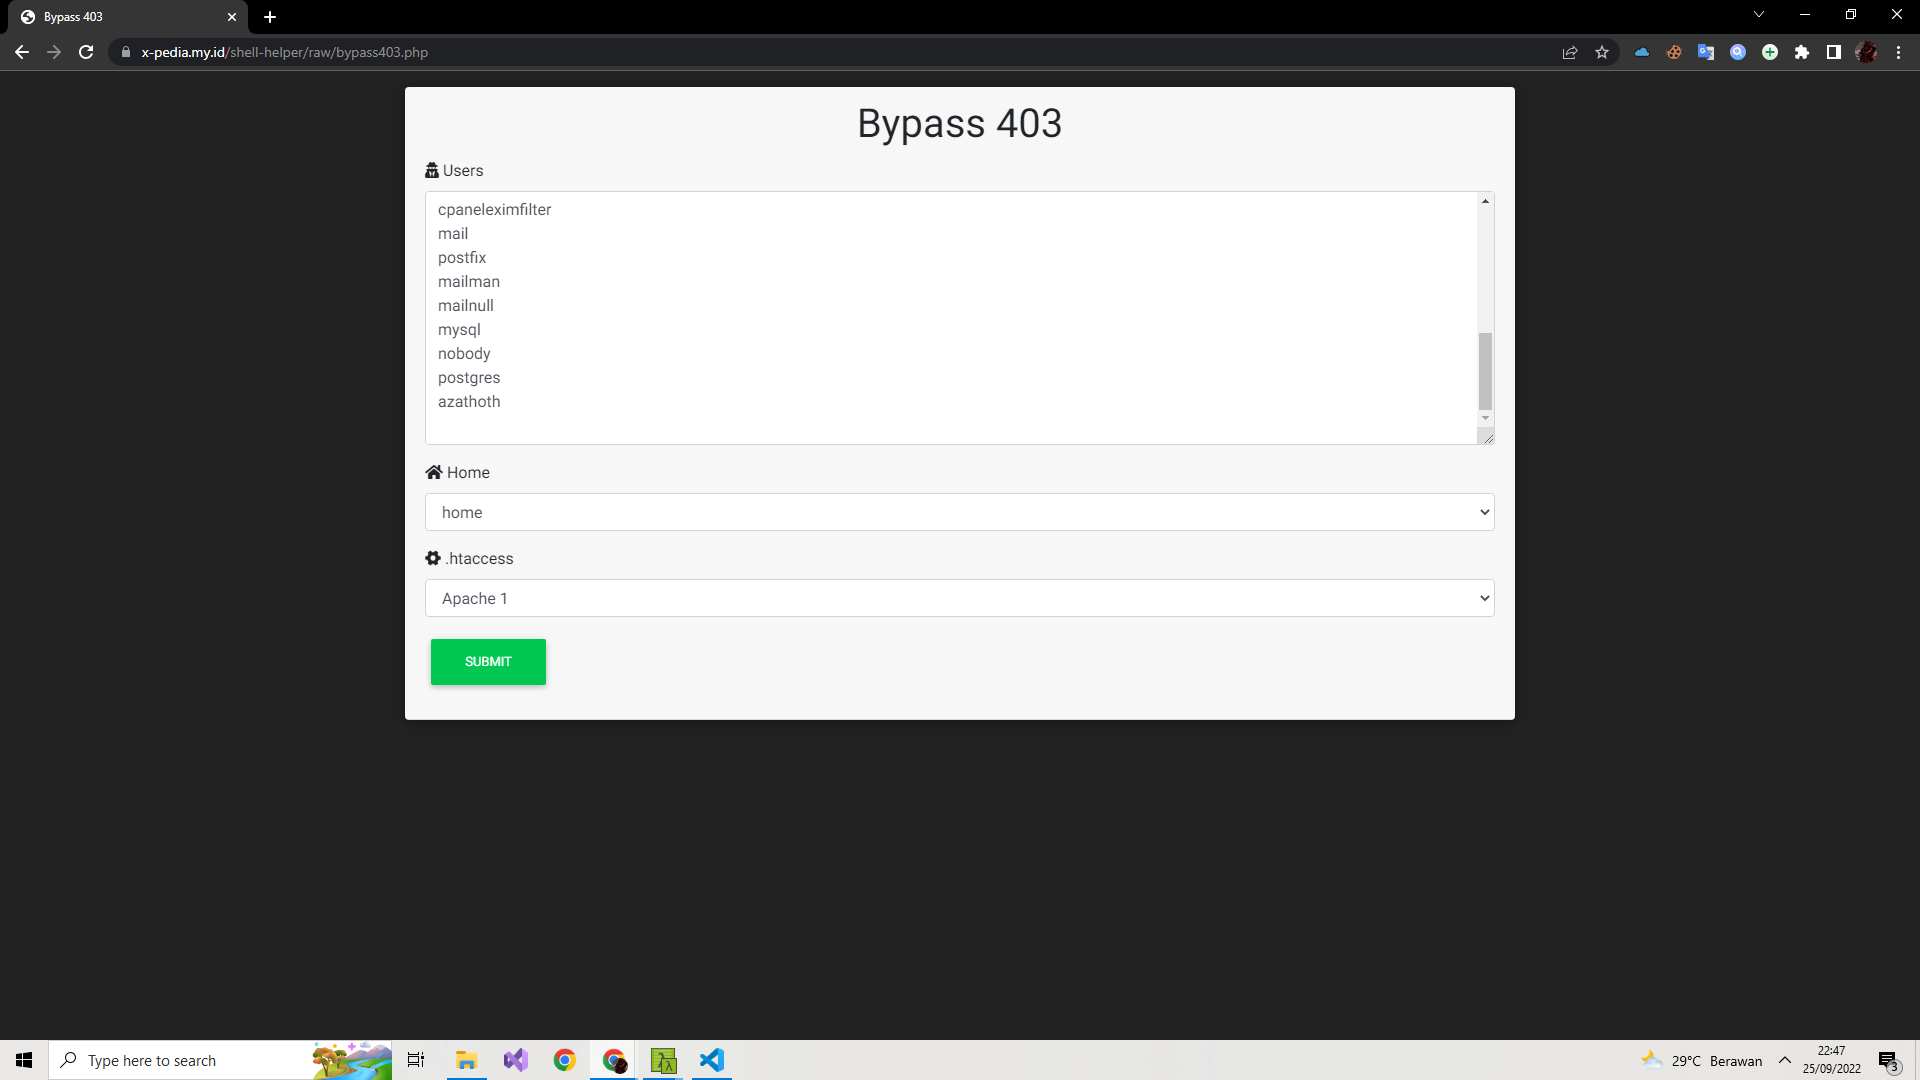 Bypass 403
x-pedia.my.id/shell-helper/raw/bypass403.php
Bypass 403
Users
cpaneleximfilter
mail
postfix
mailman
mailnull
mysql
nobody
postgres
azathoth
Home
home
.htaccess
Apache 1
SUBMIT
Type here to search
29°C Berawan
22:47
25/09/2022
3